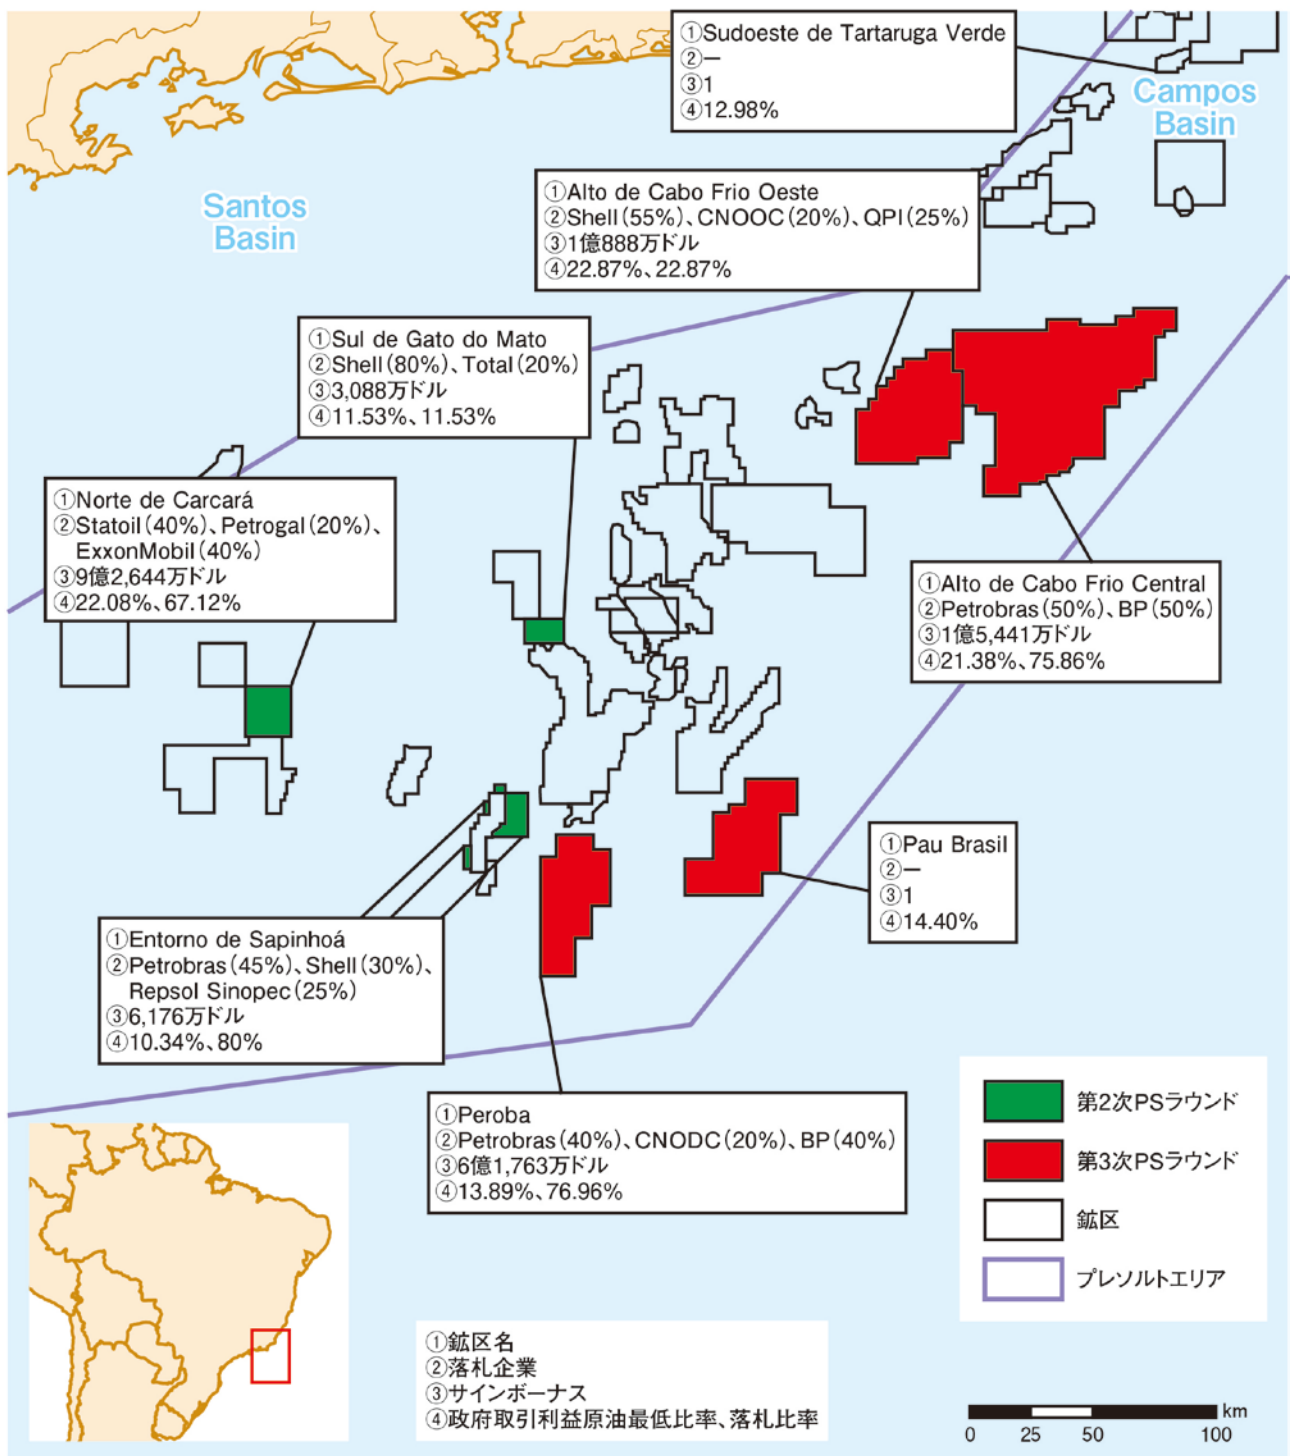 ①Sudoeste de Tartaruga Verde
②ー
③1
④12.98%
Campos
Basin
①Alto de Cabo Frio Oeste
②Shell(55%)、CNOOC(20%)、QPI(25%)
③1億888万ドル
④22.87%、22.87%
Santos
Basin
①Sul de Gato do Mato
②Shell(80%)、Total(20%)
③3,088万ドル
④11.53%、11.53%
①Norte de Carcará
②Statoil(40%)、Petrogal(20%)、
ExxonMobil(40%)
③9億2,644万ドル
④22.08%、67.12%
①Alto de Cabo Frio Central
②Petrobras(50%)、BP(50%)
③1億5,441万ドル
④21.38%、75.86%
①Pau Brasil
②ー
③1
④14.40%
①Entorno de Sapinhoá
②Petrobras(45%)、Shell(30%)、
Repsol Sinopec(25%)
③6,176万ドル
④10.34%、80%
①Peroba
②Petrobras(40%)、CNODC(20%)、BP(40%)
③6億1,763万ドル
④13.89%、76.96%
第2次PSラウンド
第3次PSラウンド
鉱区
プレソルトエリア
①鉱区名
②落札企業
③サインボーナス
④政府取引利益原油最低比率、落札比率
km
0 25 50 100